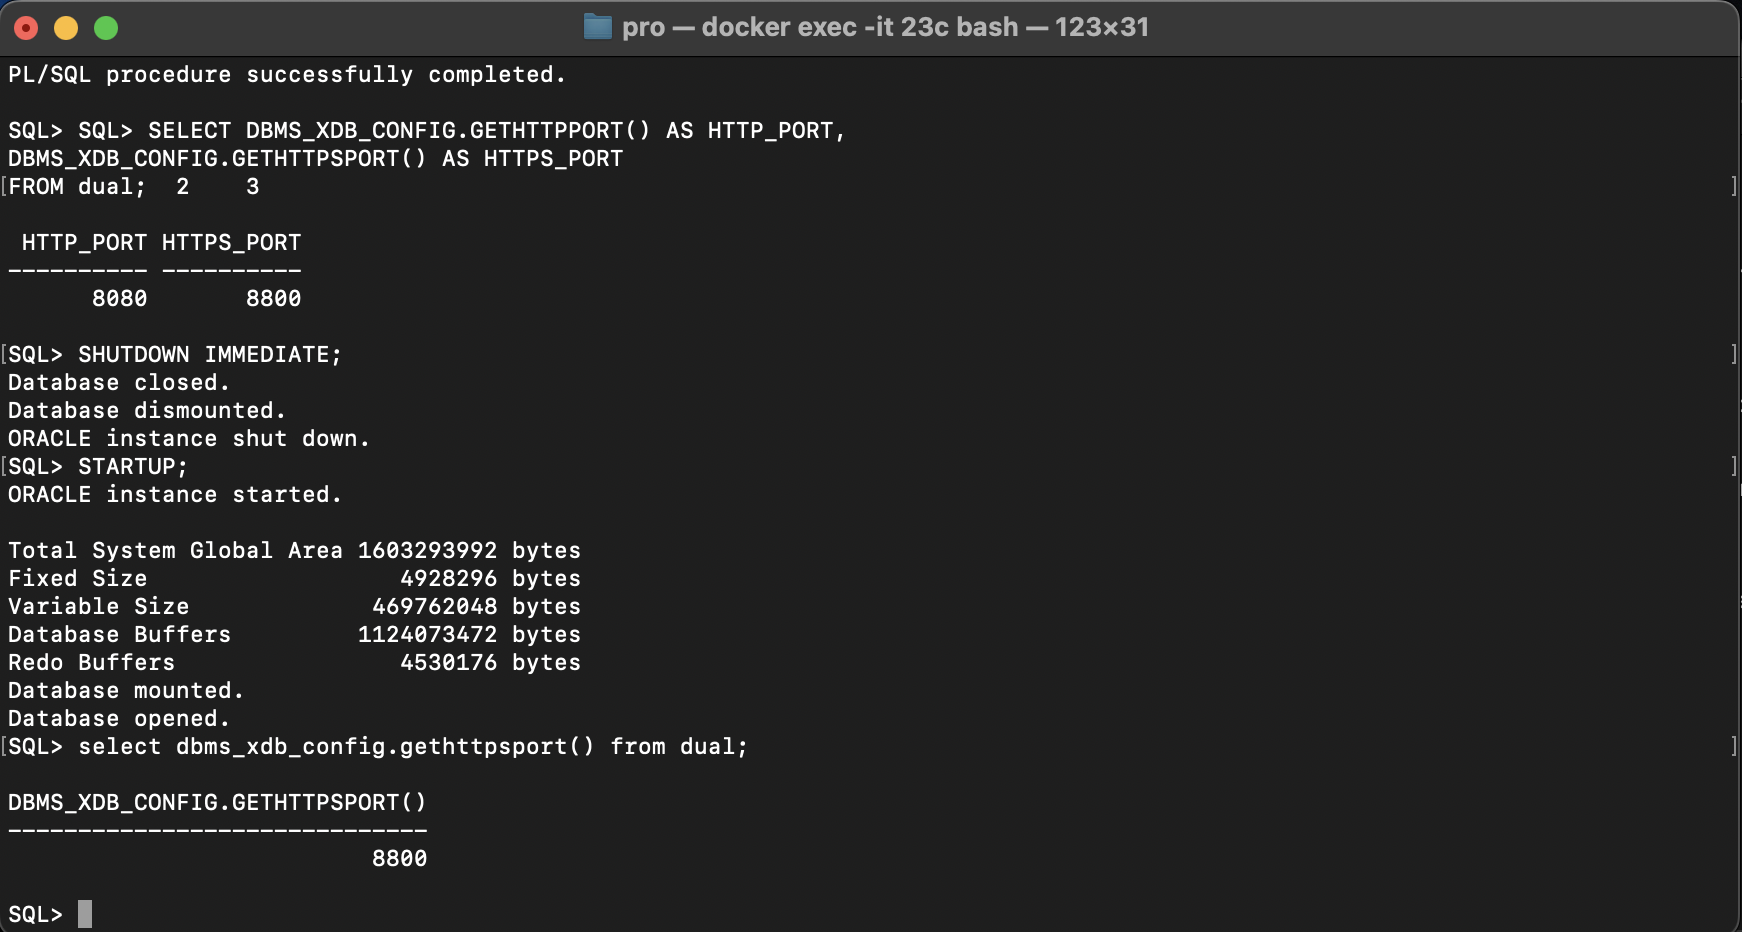 pro — docker exec -it 23c bash — 123×31
PL/SQL procedure successfully completed.
SQL> SQL> SELECT DBMS_XDB_CONFIG.GETHTTPPORT() AS HTTP_PORT,
DBMS_XDB_CONFIG.GETHTTPSPORT() AS HTTPS_PORT
[FROM dual;  2    3 ]
 HTTP_PORT HTTPS_PORT
---------- ----------
      8080       8800
[SQL> SHUTDOWN IMMEDIATE; ]
Database closed.
Database dismounted.
ORACLE instance shut down.
[SQL> STARTUP; ]
ORACLE instance started.
Total System Global Area 1603293992 bytes
Fixed Size                  4928296 bytes
Variable Size             469762048 bytes
Database Buffers         1124073472 bytes
Redo Buffers                4530176 bytes
Database mounted.
Database opened.
[SQL> select dbms_xdb_config.gethttpsport() from dual; ]
DBMS_XDB_CONFIG.GETHTTPSPORT()
------------------------------
                          8800
SQL>